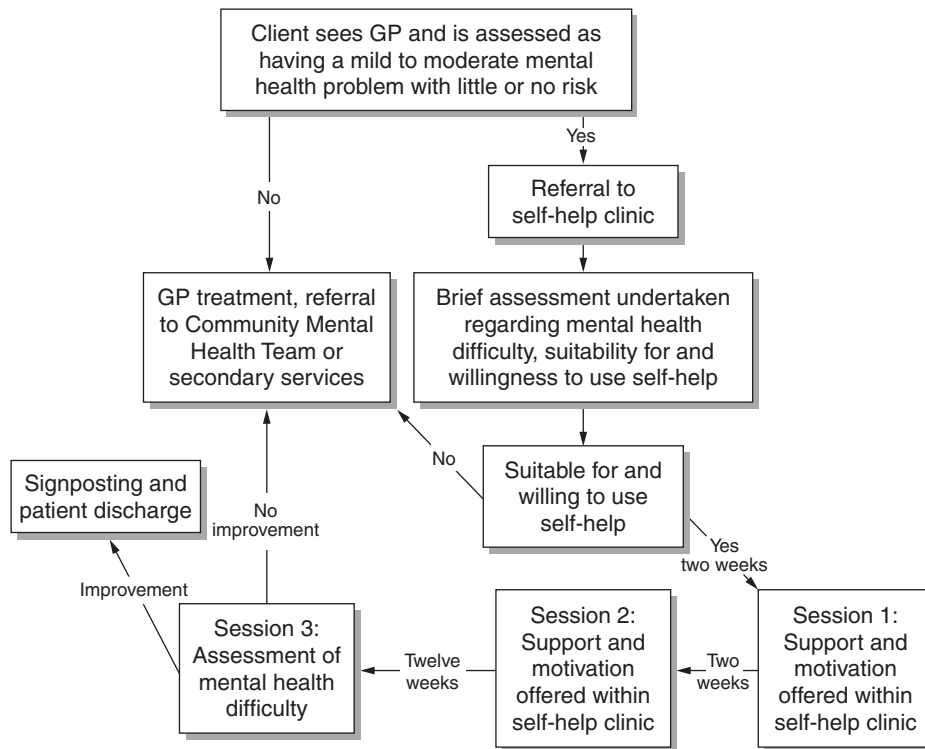 Client sees GP and is assessed as
having a mild to moderate mental
health problem with little or no risk
Yes
No
Referral to
self-help clinic
GP treatment, referral
to Community Mental
Health Team or
secondary services
Brief assessment undertaken
regarding mental health
difficulty, suitability for and
willingness to use self-help
No
Suitable for and
willing to use
self-help
Signposting and
patient discharge
No
improvement
Yes
two weeks
Improvement
Session 3:
Assessment of
mental health
difficulty
Twelve
weeks
Session 2:
Support and
motivation
offered within
self-help clinic
Two
weeks
Session 1:
Support and
motivation
offered within
self-help clinic